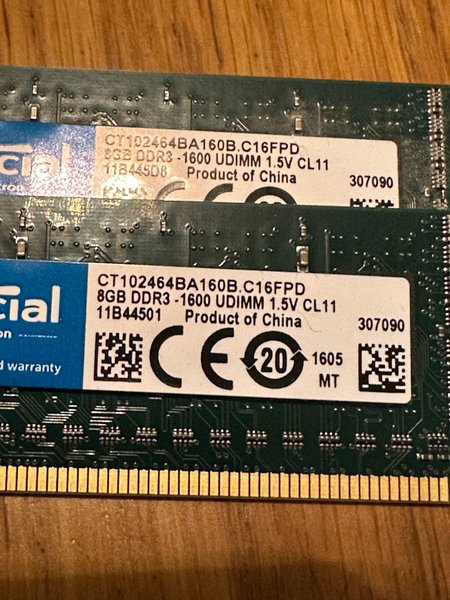 cial
CT102464BA160B.C16FPD
8GB DDR3 -1600 UDIMM 1.5V CL11
11B445D8 Product of China
307090
cial
CT102464BA160B.C16FPD
8GB DDR3 -1600 UDIMM 1.5V CL11
11B44501 Product of China
307090
CE 20 1605
MT
warranty